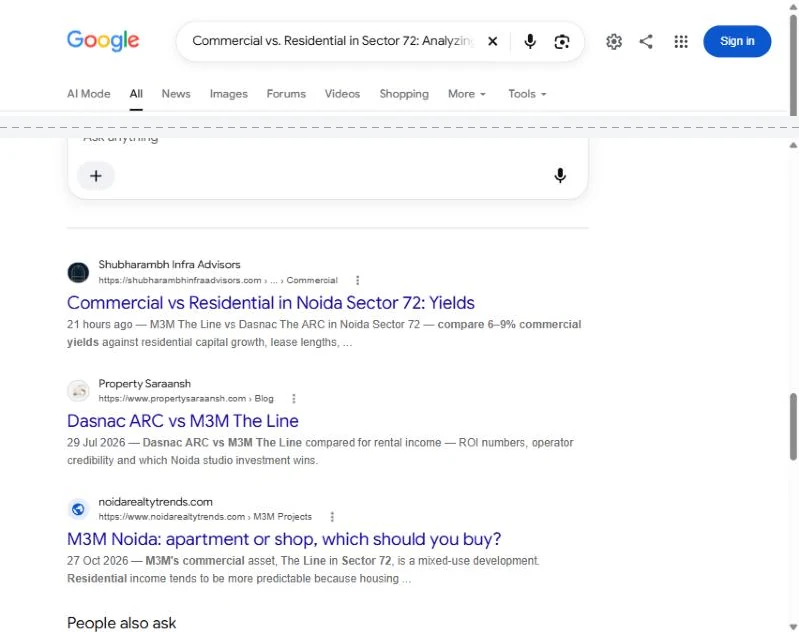 Google
Commercial vs. Residential in Sector 72: Analyzing
Sign in
AI Mode All News Images Forums Videos Shopping More Tools
Ask anything
Shubharambh Infra Advisors
https://shubharambhinfraadvisors.com › ... › Commercial
Commercial vs Residential in Noida Sector 72: Yields
21 hours ago — M3M The Line vs Dasnac The ARC in Noida Sector 72 — compare 6–9% commercial
yields against residential capital growth, lease lengths, ...
Property Saraansh
https://www.propertysaraansh.com › Blog
Dasnac ARC vs M3M The Line
29 Jul 2026 — Dasnac ARC vs M3M The Line compared for rental income — ROI numbers, operator
credibility and which Noida studio investment wins.
noidarealtytrends.com
https://www.noidarealtytrends.com › M3M Projects
M3M Noida: apartment or shop, which should you buy?
27 Oct 2026 — M3M's commercial asset, The Line in Sector 72, is a mixed-use development.
Residential income tends to be more predictable because housing ...
People also ask